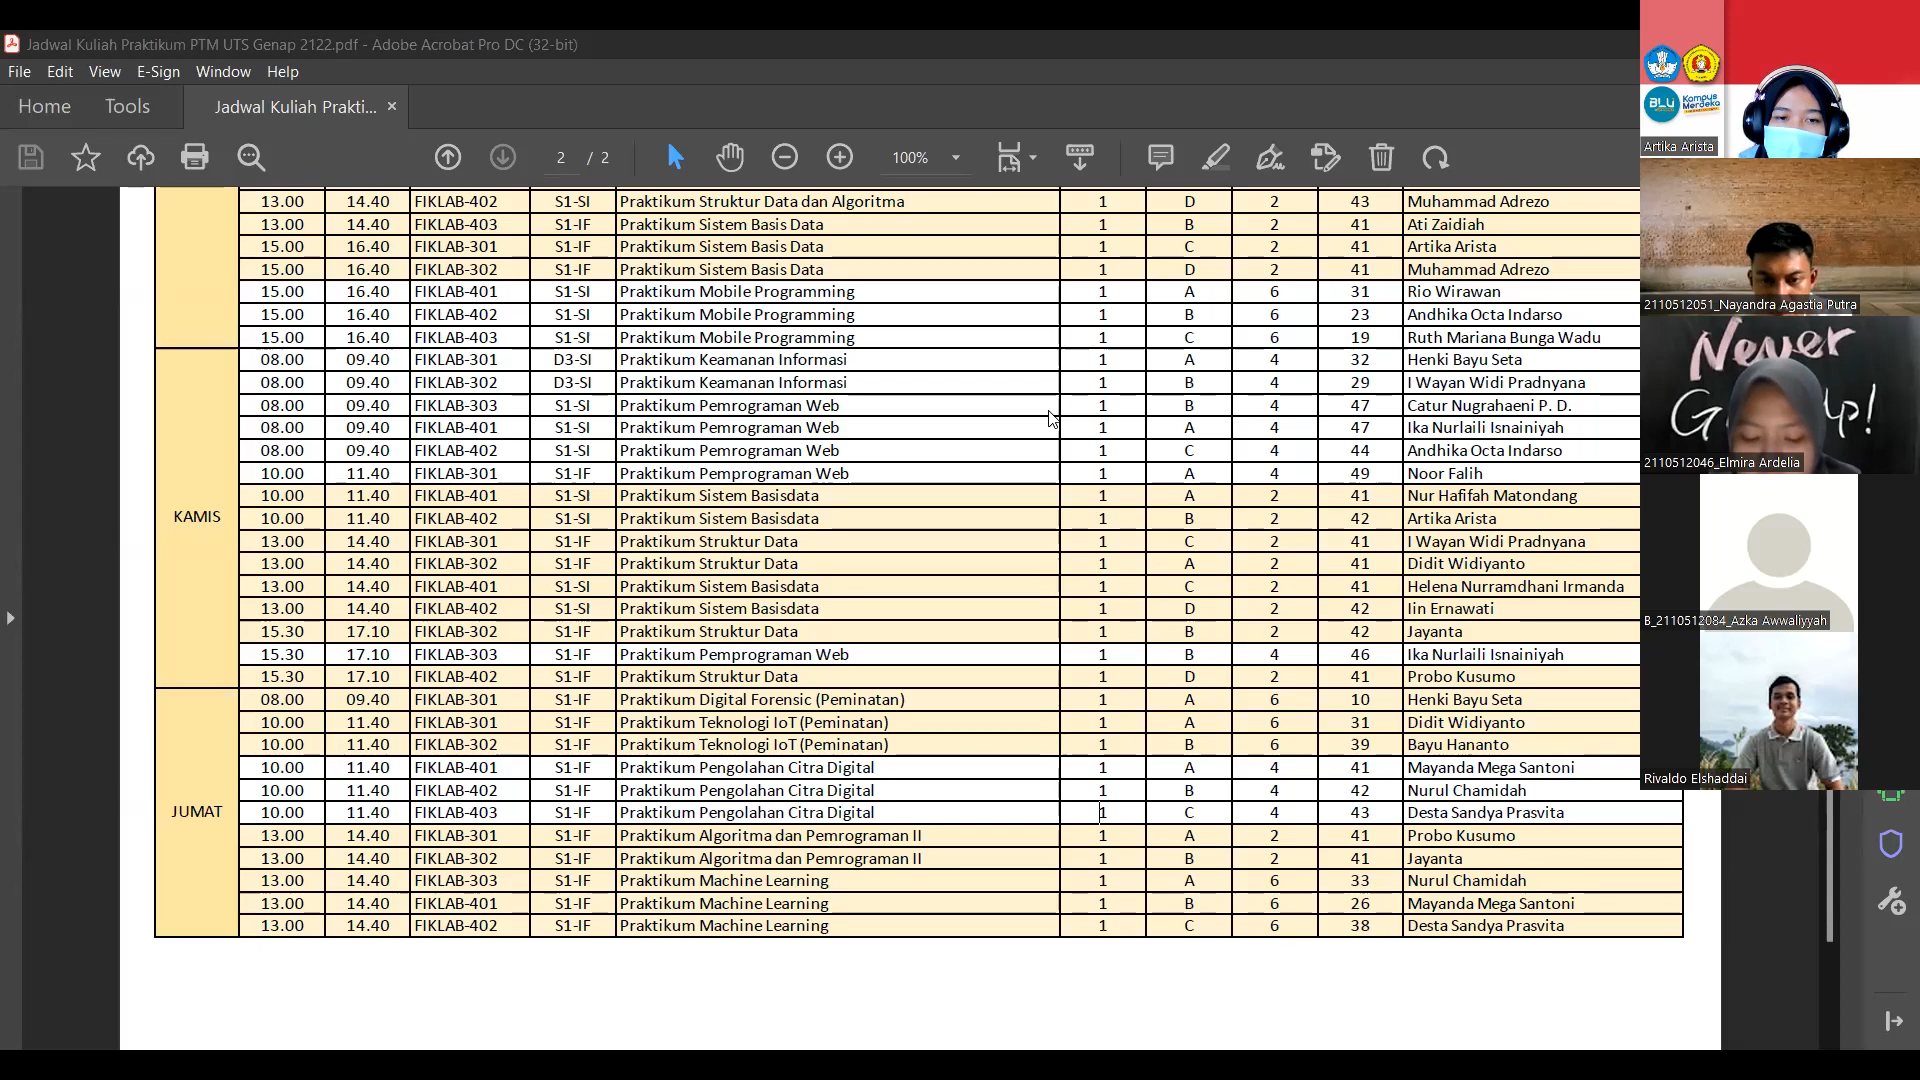 Jadwal Kuliah Praktikum PTM UTS Genap 2122.pdf - Adobe Acrobat Pro DC (32-bit)
File Edit View E-Sign Window Help
Home Tools Jadwal Kuliah Prakti... ×
2 / 2 100%
13.00 14.40 FIKLAB-402 S1-SI Praktikum Struktur Data dan Algoritma 1 D 2 43 Muhammad Adrezo
13.00 14.40 FIKLAB-403 S1-IF Praktikum Sistem Basis Data 1 B 2 41 Ati Zaidiah
15.00 16.40 FIKLAB-301 S1-IF Praktikum Sistem Basis Data 1 C 2 41 Artika Arista
15.00 16.40 FIKLAB-302 S1-IF Praktikum Sistem Basis Data 1 D 2 41 Muhammad Adrezo
15.00 16.40 FIKLAB-401 S1-SI Praktikum Mobile Programming 1 A 6 31 Rio Wirawan
15.00 16.40 FIKLAB-402 S1-SI Praktikum Mobile Programming 1 B 6 23 Andhika Octa Indarso
15.00 16.40 FIKLAB-403 S1-SI Praktikum Mobile Programming 1 C 6 19 Ruth Mariana Bunga Wadu
KAMIS
08.00 09.40 FIKLAB-301 D3-SI Praktikum Keamanan Informasi 1 A 4 32 Henki Bayu Seta
08.00 09.40 FIKLAB-302 D3-SI Praktikum Keamanan Informasi 1 B 4 29 I Wayan Widi Pradnyana
08.00 09.40 FIKLAB-303 S1-SI Praktikum Pemrograman Web 1 B 4 47 Catur Nugrahaeni P. D.
08.00 09.40 FIKLAB-401 S1-SI Praktikum Pemrograman Web 1 A 4 47 Ika Nurlaili Isnainiyah
08.00 09.40 FIKLAB-402 S1-SI Praktikum Pemrograman Web 1 C 4 44 Andhika Octa Indarso
10.00 11.40 FIKLAB-301 S1-IF Praktikum Pemprograman Web 1 A 4 49 Noor Falih
10.00 11.40 FIKLAB-401 S1-SI Praktikum Sistem Basisdata 1 A 2 41 Nur Hafifah Matondang
10.00 11.40 FIKLAB-402 S1-SI Praktikum Sistem Basisdata 1 B 2 42 Artika Arista
13.00 14.40 FIKLAB-301 S1-IF Praktikum Struktur Data 1 C 2 41 I Wayan Widi Pradnyana
13.00 14.40 FIKLAB-302 S1-IF Praktikum Struktur Data 1 A 2 41 Didit Widiyanto
13.00 14.40 FIKLAB-401 S1-SI Praktikum Sistem Basisdata 1 C 2 41 Helena Nurramdhani Irmanda
13.00 14.40 FIKLAB-402 S1-SI Praktikum Sistem Basisdata 1 D 2 42 Iin Ernawati
15.30 17.10 FIKLAB-302 S1-IF Praktikum Struktur Data 1 B 2 42 Jayanta
15.30 17.10 FIKLAB-303 S1-IF Praktikum Pemprograman Web 1 B 4 46 Ika Nurlaili Isnainiyah
15.30 17.10 FIKLAB-402 S1-IF Praktikum Struktur Data 1 D 2 41 Probo Kusumo
JUMAT
08.00 09.40 FIKLAB-301 S1-IF Praktikum Digital Forensic (Peminatan) 1 A 6 10 Henki Bayu Seta
10.00 11.40 FIKLAB-301 S1-IF Praktikum Teknologi IoT (Peminatan) 1 A 6 31 Didit Widiyanto
10.00 11.40 FIKLAB-302 S1-IF Praktikum Teknologi IoT (Peminatan) 1 B 6 39 Bayu Hananto
10.00 11.40 FIKLAB-401 S1-IF Praktikum Pengolahan Citra Digital 1 A 4 41 Mayanda Mega Santoni
10.00 11.40 FIKLAB-402 S1-IF Praktikum Pengolahan Citra Digital 1 B 4 42 Nurul Chamidah
10.00 11.40 FIKLAB-403 S1-IF Praktikum Pengolahan Citra Digital 1 C 4 43 Desta Sandya Prasvita
13.00 14.40 FIKLAB-301 S1-IF Praktikum Algoritma dan Pemrograman II 1 A 2 41 Probo Kusumo
13.00 14.40 FIKLAB-302 S1-IF Praktikum Algoritma dan Pemrograman II 1 B 2 41 Jayanta
13.00 14.40 FIKLAB-303 S1-IF Praktikum Machine Learning 1 A 6 33 Nurul Chamidah
13.00 14.40 FIKLAB-401 S1-IF Praktikum Machine Learning 1 B 6 26 Mayanda Mega Santoni
13.00 14.40 FIKLAB-402 S1-IF Praktikum Machine Learning 1 C 6 38 Desta Sandya Prasvita
BLU
Kampus Merdeka
Artika Arista
2110512051_Nayandra Agastia Putra
Never
2110512046_Elmira Ardelia
B_2110512084_Azka Awwaliyyah
Rivaldo Elshaddai